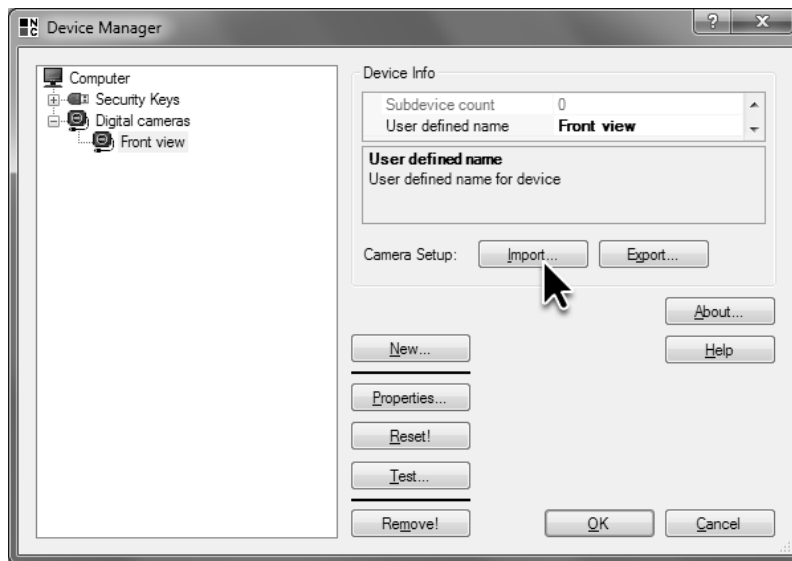 Device Manager
Computer
Security Keys
Digital cameras
Front view
Device Info
Subdevice count 0
User defined name Front view
User defined name
User defined name for device
Camera Setup: Import... Export...
About...
New... Help
Properties...
Reset!
Test...
Remove! OK Cancel